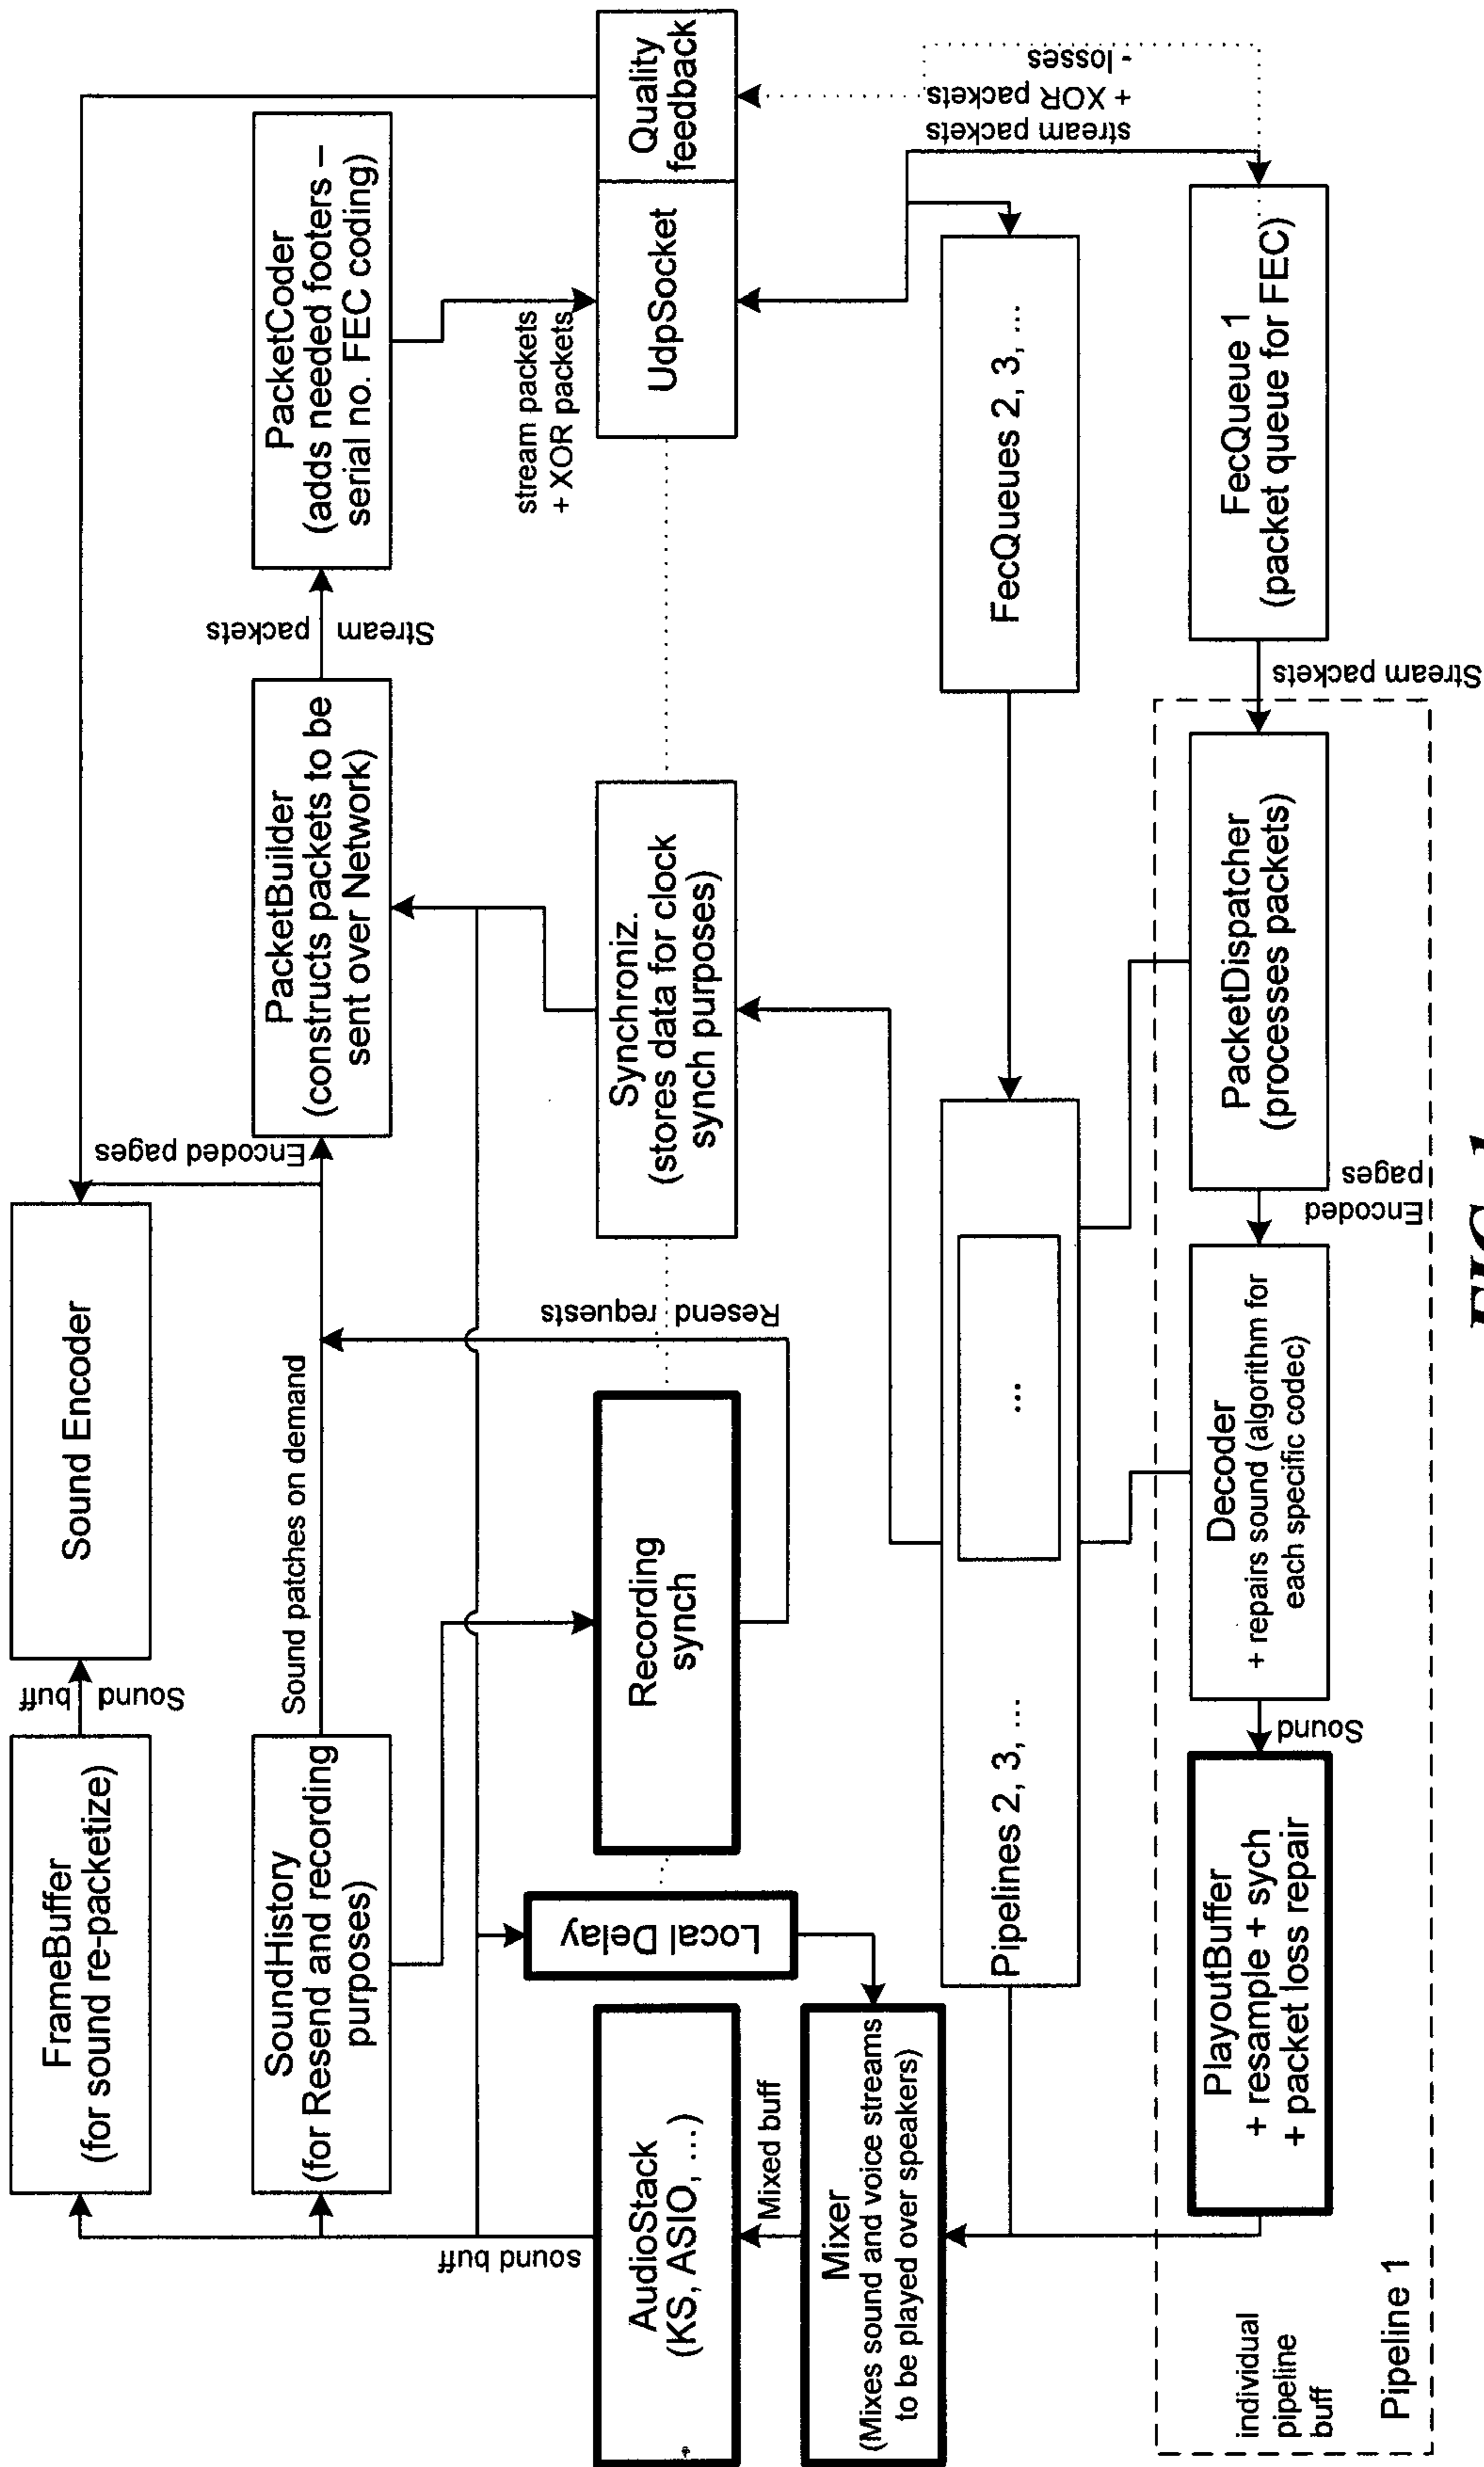 FrameBuffer
(for sound re-packetize)
Sound
buff
Sound Encoder
SoundHistory
(for Resend and recording
purposes)
Sound patches on demand
Encoded pages
PacketBuilder
(constructs packets to be
sent over Network)
Stream
packets
PacketCoder
(adds needed footers –
serial no. FEC coding)
sound buff
AudioStack
(KS, ASIO, ...)
Local Delay
Recording
synch
Resend requests
Synchroniz.
(stores data for clock
synch purposes)
stream packets
+ XOR packets
UdpSocket
Quality
feedback
Mixed buff
Mixer
(Mixes sound and voice streams
to be played over speakers)
Pipelines 2, 3, ...
...
FecQueues 2, 3, ...
stream packets
+ XOR packets
- losses
individual
pipeline
buff
PlayoutBuffer
+ resample + sych
+ packet loss repair
Sound
Decoder
+ repairs sound (algorithm for
each specific codec)
Encoded
pages
PacketDispatcher
(processes packets)
Stream packets
FecQueue 1
(packet queue for FEC)
Pipeline 1
FIG. 1